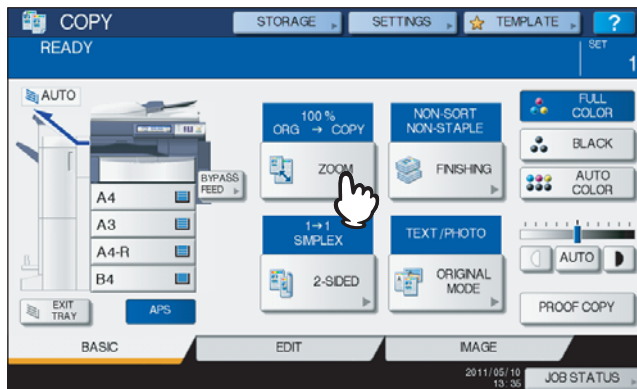 COPY
STORAGE
SETTINGS
TEMPLATE
?
READY
SET
1
AUTO
A4
A3
A4-R
B4
BYPASS
FEED
EXIT
TRAY
APS
100 %
ORG → COPY
ZOOM
NON-SORT
NON-STAPLE
FINISHING
1→1
SIMPLEX
2-SIDED
TEXT/PHOTO
ORIGINAL
MODE
FULL
COLOR
BLACK
AUTO
COLOR
AUTO
PROOF COPY
BASIC
EDIT
IMAGE
2011/05/10
13:35
JOB STATUS